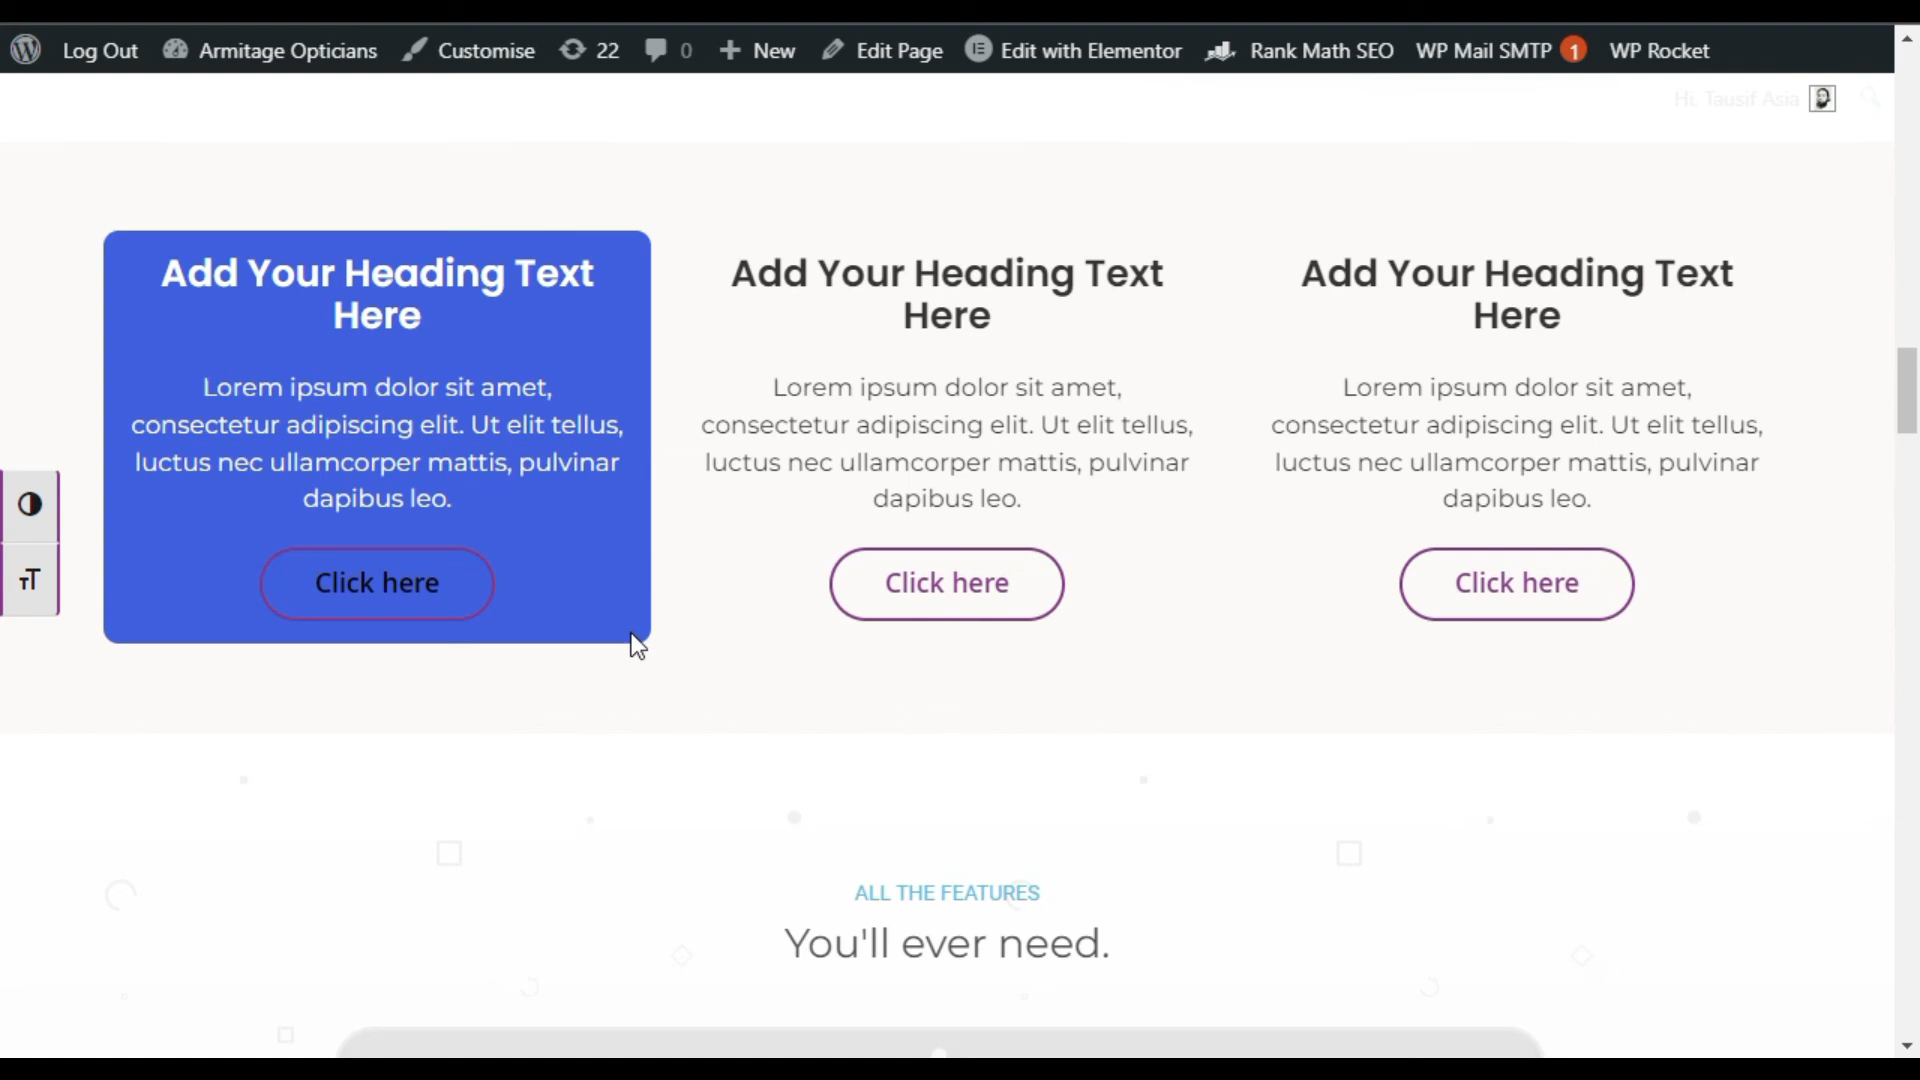 Log Out Armitage Opticians Customise 22 0 New Edit Page Edit with Elementor Rank Math SEO WP Mail SMTP 1 WP Rocket
Hi, Tausif Asia
Add Your Heading Text
Here
Lorem ipsum dolor sit amet,
consectetur adipiscing elit. Ut elit tellus,
luctus nec ullamcorper mattis, pulvinar
dapibus leo.
Click here
Add Your Heading Text
Here
Lorem ipsum dolor sit amet,
consectetur adipiscing elit. Ut elit tellus,
luctus nec ullamcorper mattis, pulvinar
dapibus leo.
Click here
Add Your Heading Text
Here
Lorem ipsum dolor sit amet,
consectetur adipiscing elit. Ut elit tellus,
luctus nec ullamcorper mattis, pulvinar
dapibus leo.
Click here
TT
ALL THE FEATURES
You'll ever need.